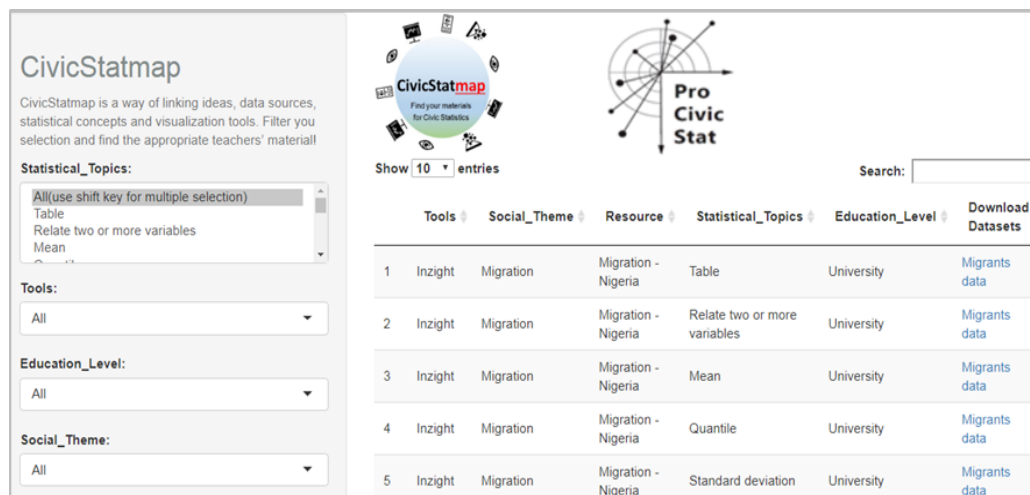 CivicStatmap
CivicStatmap is a way of linking ideas, data sources,
statistical concepts and visualization tools. Filter you
selection and find the appropriate teachers' material!
Statistical_Topics:
All(use shift key for multiple selection)
Table
Relate two or more variables
Mean
Tools:
All
Education_Level:
All
Social_Theme:
All
CivicStatmap
Find your materials
for Civic Statistics
Pro
Civic
Stat
Show 10 entries
Search:
Tools Social_Theme Resource Statistical_Topics Education_Level Download
Datasets
1 Inzight Migration Migration - Nigeria Table University Migrants data
2 Inzight Migration Migration - Nigeria Relate two or more variables University Migrants data
3 Inzight Migration Migration - Nigeria Mean University Migrants data
4 Inzight Migration Migration - Nigeria Quantile University Migrants data
5 Inzight Migration Migration - Nigeria Standard deviation University Migrants data